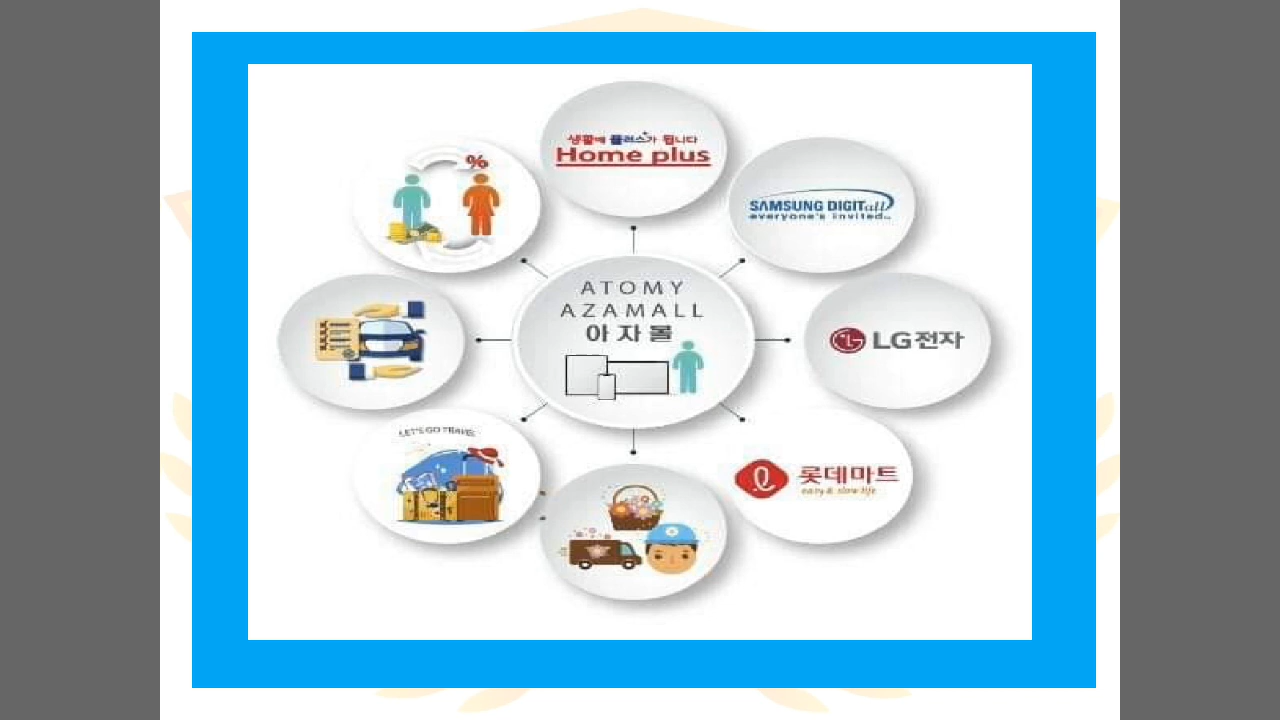 생활에 플러스가 됩니다
Home plus
%
SAMSUNG DIGITall
everyone's invited™
ATOMY
AZAMALL
아자몰
LG전자
LET'S GO TRAVEL
롯데마트
easy & slow life